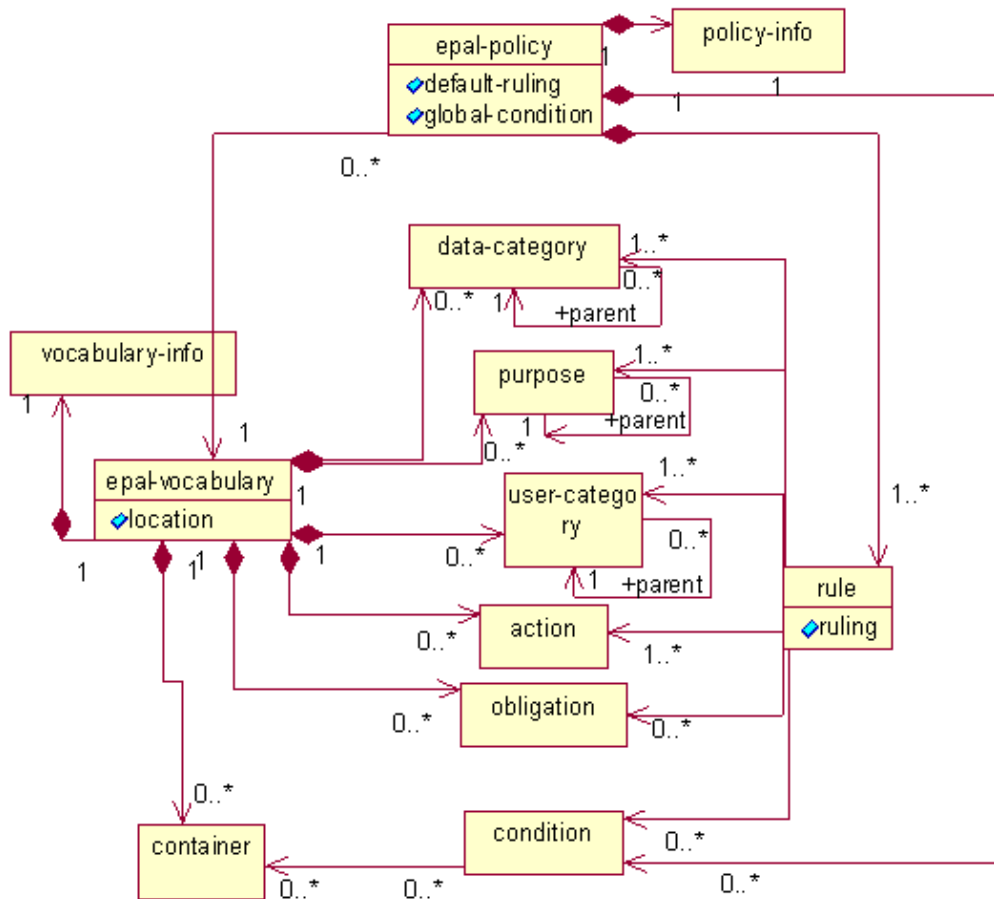 epal-policy
default-ruling
global-condition
policy-info
1
1
1
0..*
data-category
1..*
0..*
0..*
1
+parent
vocabulary-info
1
purpose
1..*
0..*
+parent
1
0..*
1
epal-vocabulary
location
1
user-catego
ry
1..*
0..*
1..*
1
1
1
1
0..*
1
+parent
rule
ruling
action
0..*
1..*
obligation
0..*
0..*
0..*
container
condition
0..*
0..*
0..*
0..*